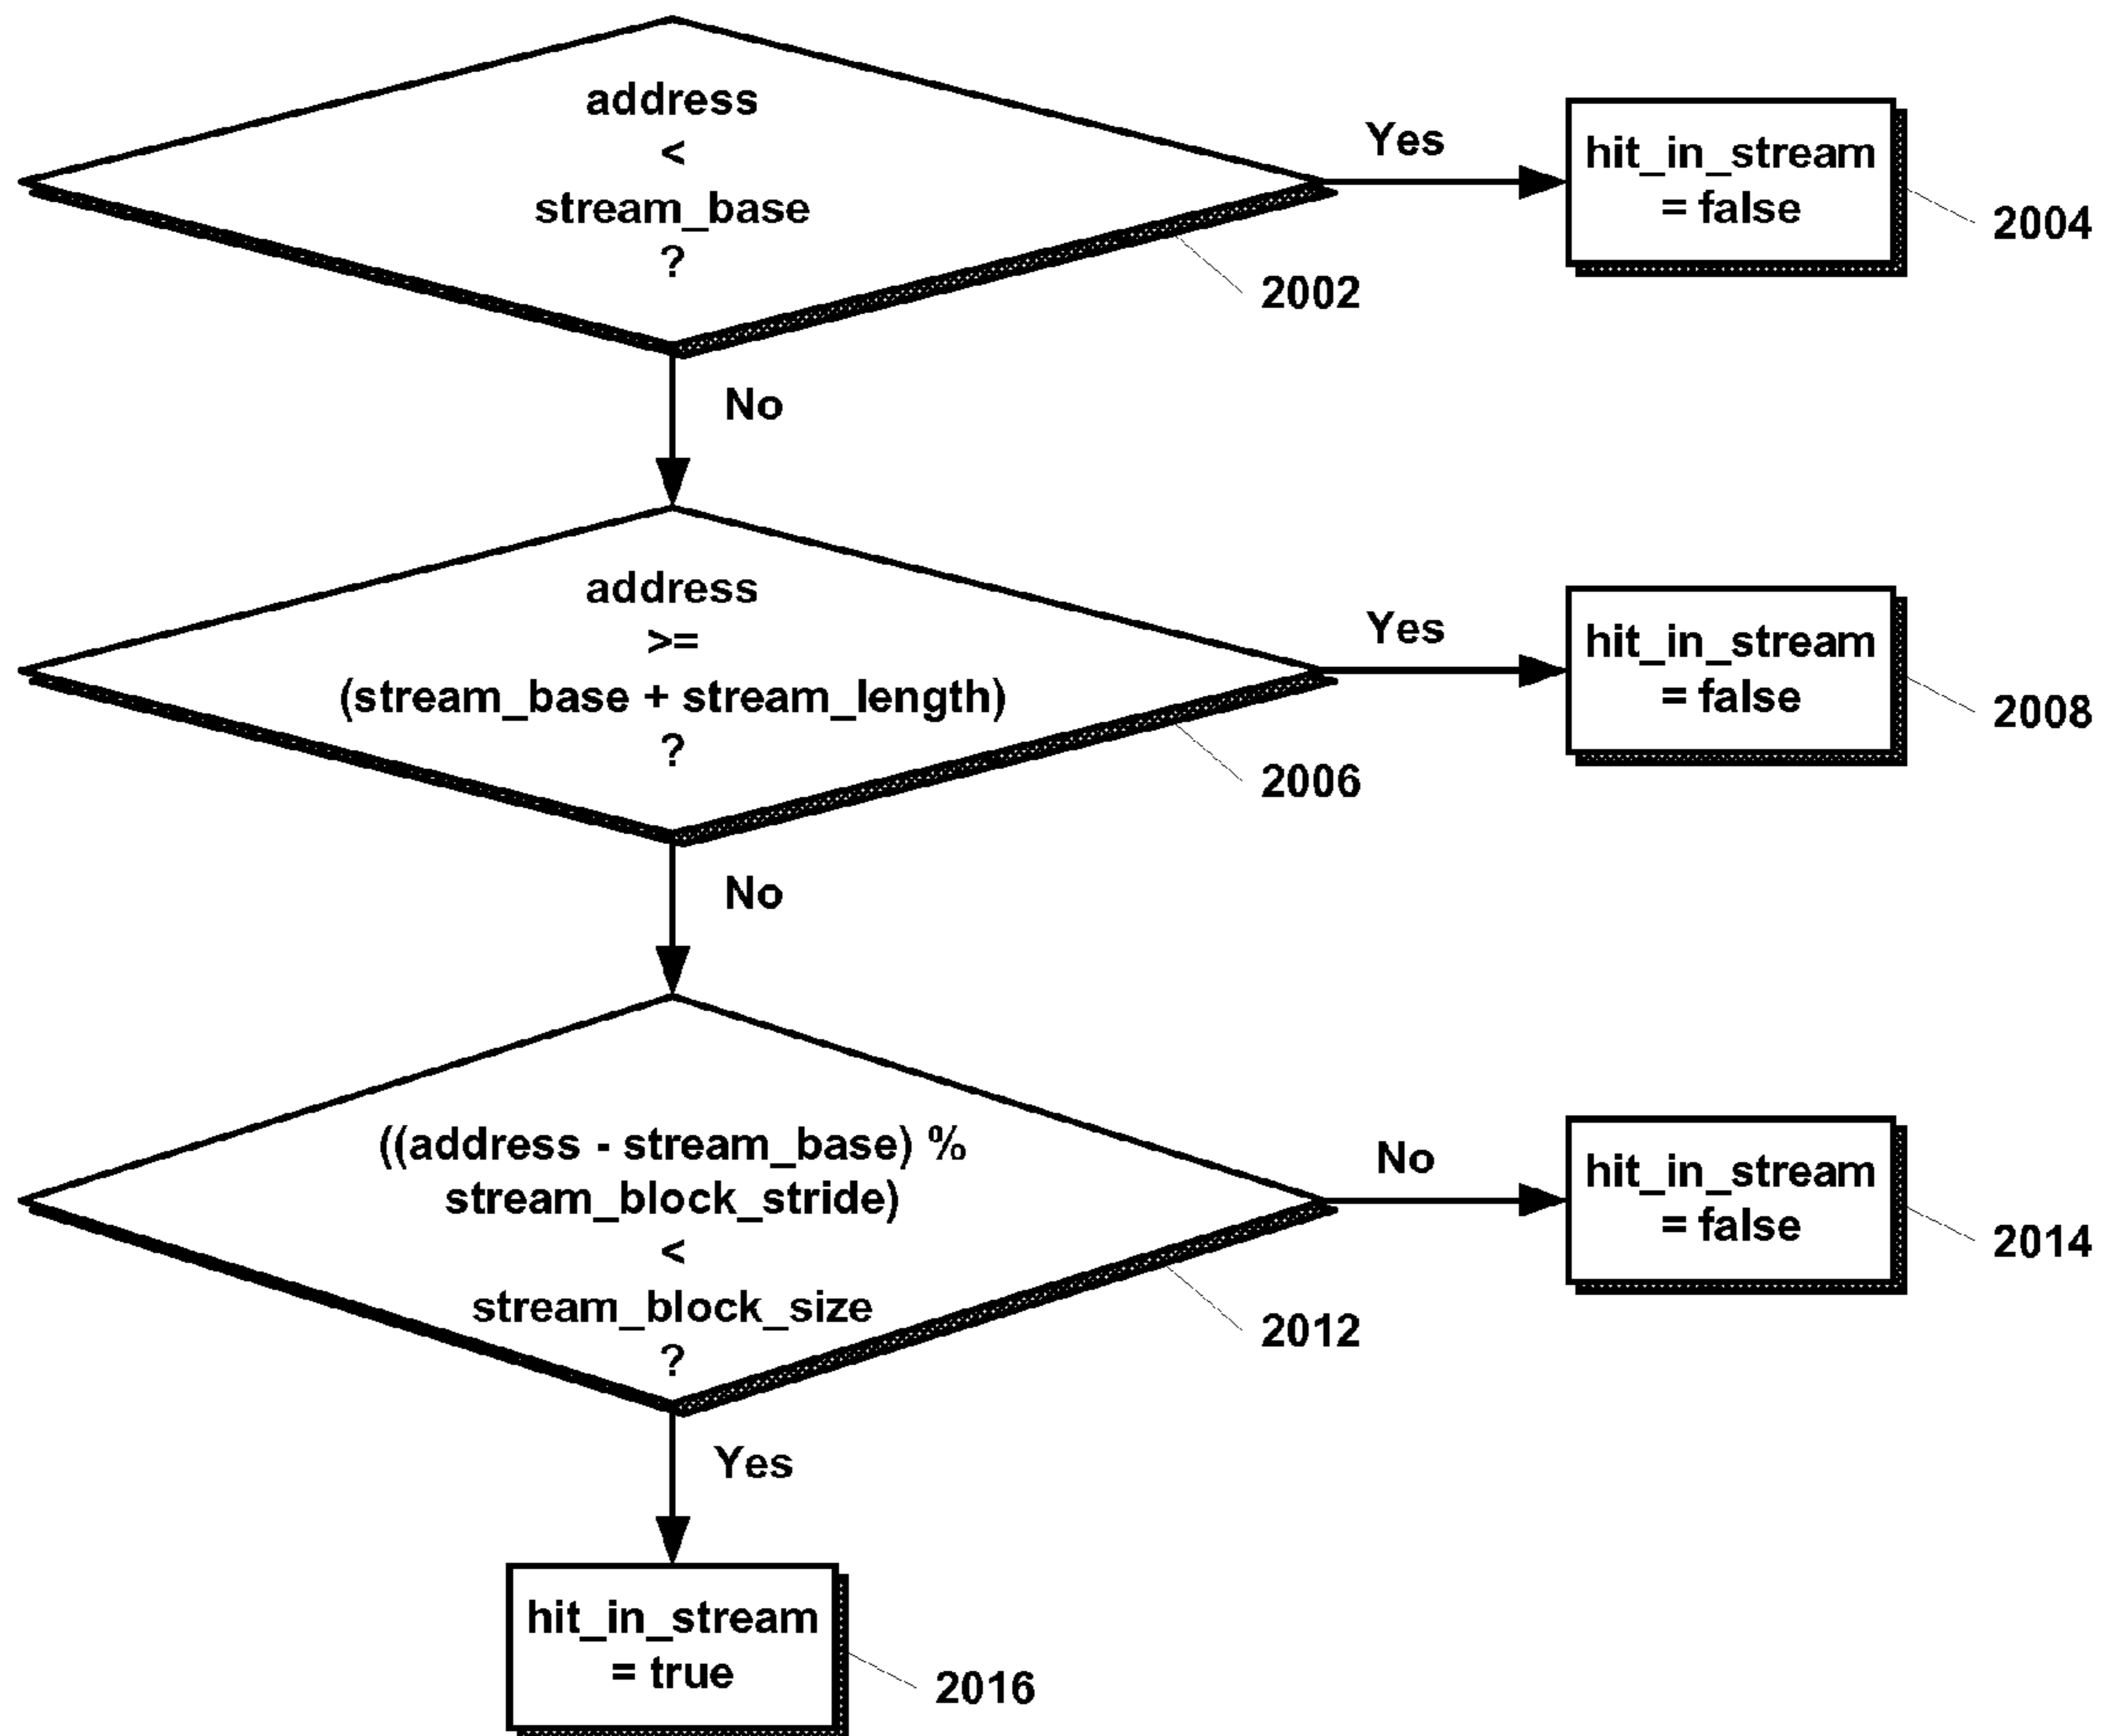 address
<
stream_base
?
Yes
hit_in_stream
= false
2004
2002
No
address
>=
(stream_base + stream_length)
?
Yes
hit_in_stream
= false
2008
2006
No
((address - stream_base) %
stream_block_stride)
<
stream_block_size
?
No
hit_in_stream
= false
2014
2012
Yes
hit_in_stream
= true
2016